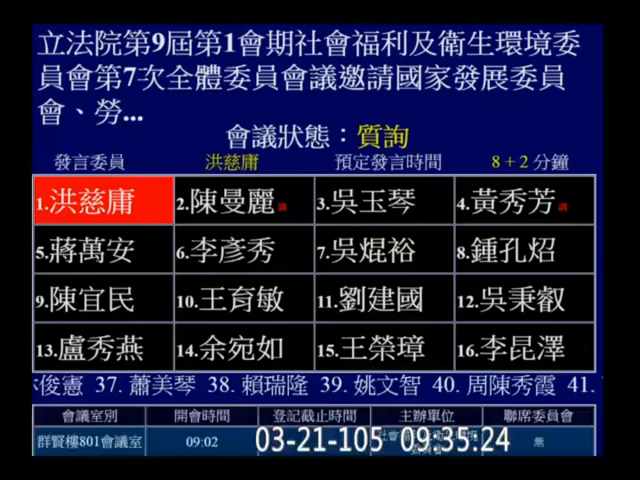 立法院第9屆第1會期社會福利及衛生環境委
員會第7次全體委員會議邀請國家發展委員
會、勞...
會議狀態：質詢
發言委員 洪慈庸 預定發言時間 8 + 2 分鐘
1.洪慈庸 2.陳曼麗 3.吳玉琴 4.黃秀芳
5.蔣萬安 6.李彥秀 7.吳焜裕 8.鍾孔炤
9.陳宜民 10.王育敏 11.劉建國 12.吳秉叡
13.盧秀燕 14.余宛如 15.王榮璋 16.李昆澤
俊憲 37. 蕭美琴 38. 賴瑞隆 39. 姚文智 40. 周陳秀霞 41.
會議室別 開會時間 登記截止時間 主辦單位 聯席委員會
群賢樓801會議室 09:02 無
03-21-105 09:35:24